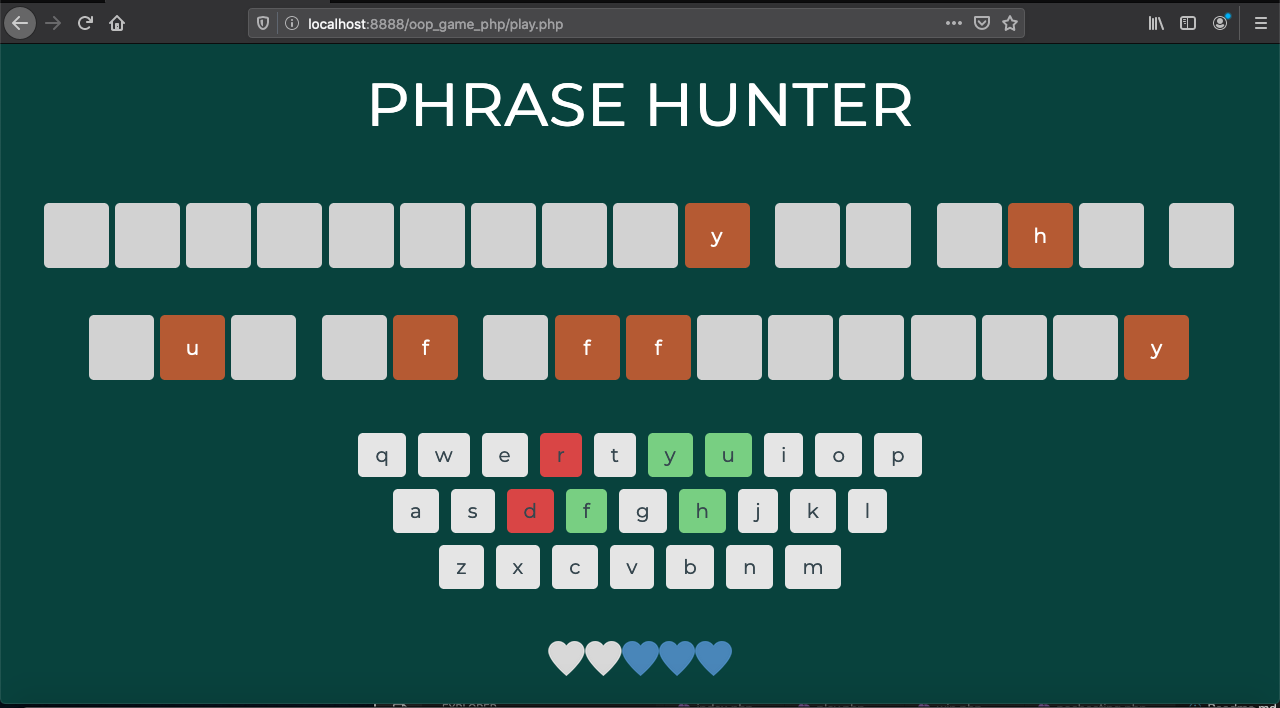 localhost:8888/oop_game_php/play.php
PHRASE HUNTER
y h
u f f f y
q w e r t y u i o p
a s d f g h j k l
z x c v b n m